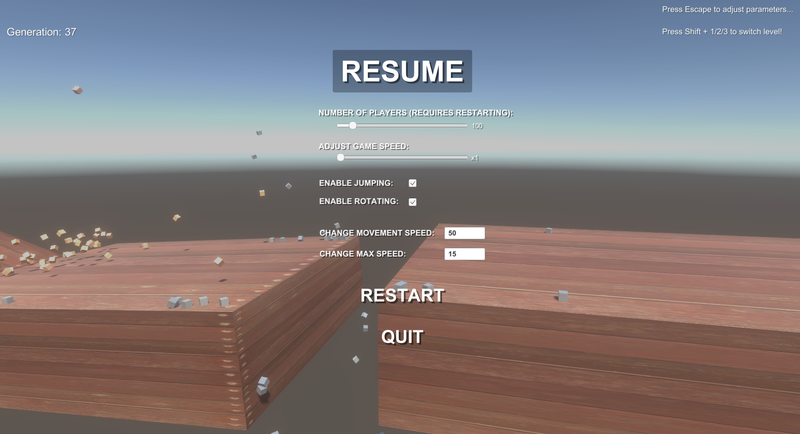 Press Escape to adjust parameters...
Generation: 37
Press Shift + 1/2/3 to switch level!
RESUME
NUMBER OF PLAYERS (REQUIRES RESTARTING):
100
ADJUST GAME SPEED:
x1
ENABLE JUMPING:
ENABLE ROTATING:
CHANGE MOVEMENT SPEED: 50
CHANGE MAX SPEED: 15
RESTART
QUIT